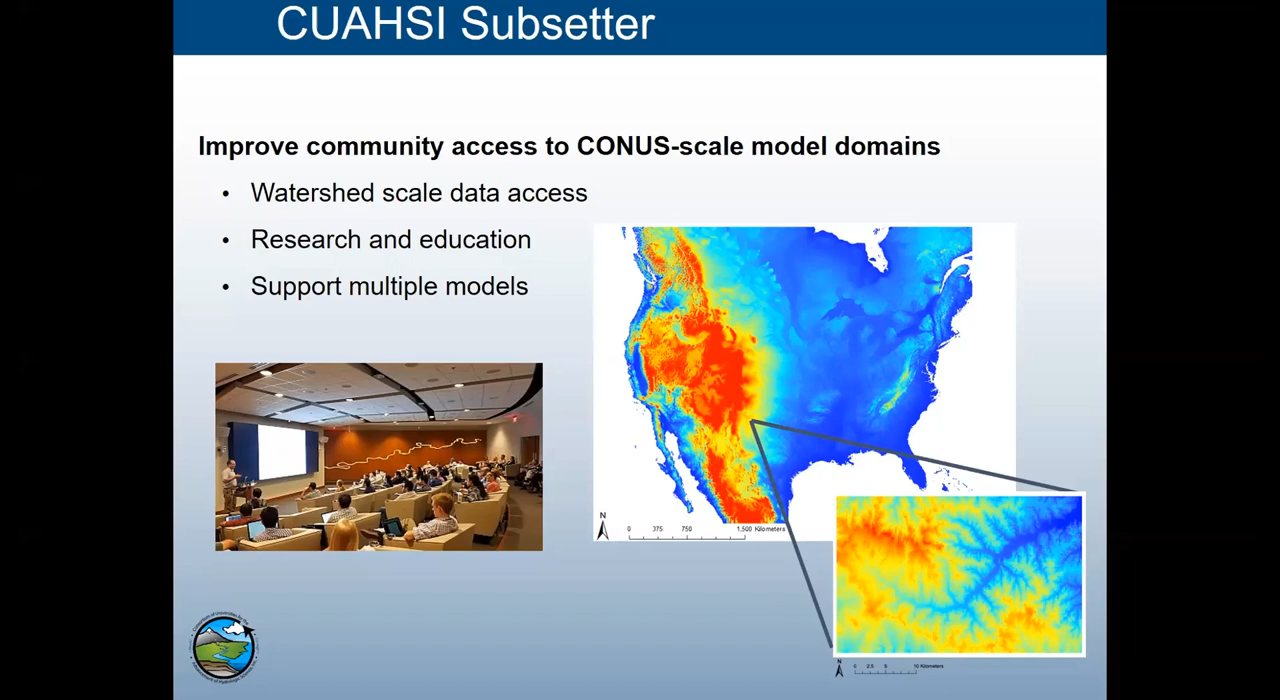 CUAHSI Subsetter
Improve community access to CONUS-scale model domains
• Watershed scale data access
• Research and education
• Support multiple models
N
0 375 750 1,500 Kilometers
N
0 2.5 5 10 Kilometers